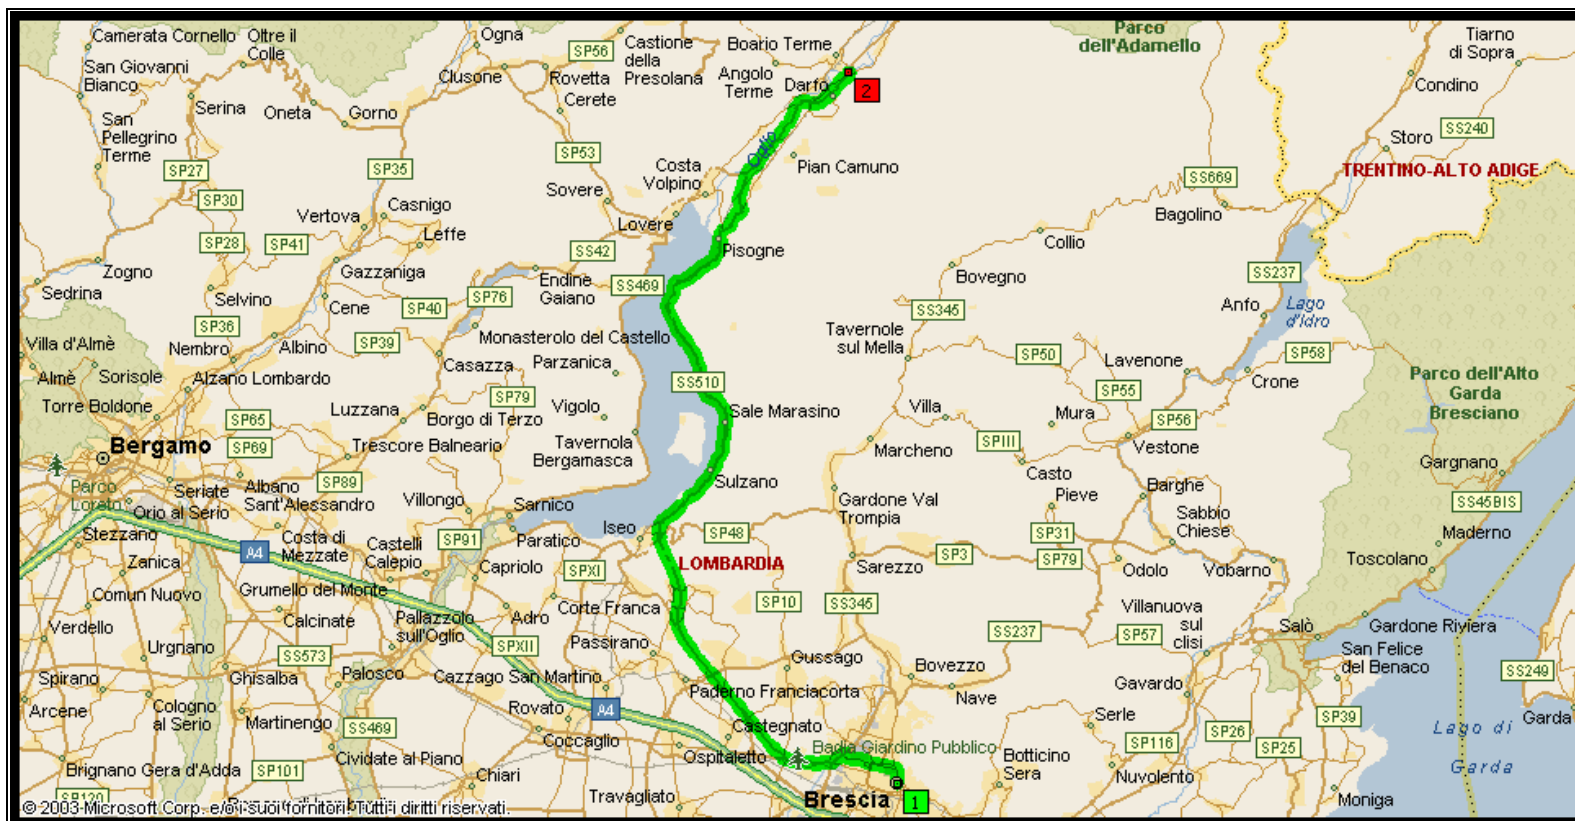 Camerata Cornello
Oltre il
Colle
Ogna
SP56
Castione
della
Presolana
Boario Terme
Parco
dell'Adamello
Tiarno
di Sopra
San Giovanni
Bianco
Clusone
Rovetta
Angolo
Terme
Darfo
2
Condino
Serina
Oneta
Gorno
Cerete
San
Pellegrino
Terme
Storo
SS240
SP27
SP35
SP53
Costa
Volpino
Oglio
Pian Camuno
TRENTINO-ALTO ADIGE
SS669
SP30
Casnigo
Sovere
Bagolino
Vertova
Lovere
SP28
SP41
Leffe
SS42
Pisogne
Collio
Zogno
Gazzaniga
Bovegno
SS237
Sedrina
Selvino
Cene
SP40
SP76
Endine
Gaiano
SS469
Anfo
Lago
d'Idro
SP36
SS345
Villa d'Almè
Nembro
Albino
SP39
Monasterolo del Castello
Tavernole
sul Mella
SP50
Lavenone
SP58
Almè
Sorisole
Alzano Lombardo
Casazza
Parzanica
SS510
SP55
Crone
Parco dell'Alto
Garda
Bresciano
Torre Boldone
SP65
Luzzana
SP79
Borgo di Terzo
Vigolo
Sale Marasino
Villa
Mura
SP56
Bergamo
SP69
Trescore Balneario
Tavernola
Bergamasca
Marcheno
SPIII
Vestone
Casto
Gargnano
Parco
Loreto
Seriate
Albano
Sant'Alessandro
SP89
Villongo
Sarnico
Sulzano
Gardone Val
Trompia
Pieve
Barghe
SS45BIS
Orio al Serio
Sabbio
Chiese
Stezzano
Costa di
Mezzate
Castelli
Calepio
SP91
Paratico
Iseo
SP48
SP31
Maderno
A4
Zanica
Capriolo
SPXI
LOMBARDIA
Sarezzo
SP3
SP79
Odolo
Vobarno
Toscolano
Comun Nuovo
Grumello del Monte
Adro
Corte Franca
SP10
SS345
Villanuova
sul
clisi
Verdello
Calcinate
Pallazzolo
sull'Oglio
SPXII
Passirano
SS237
SP57
Salò
Gardone Riviera
Urgnano
SS573
Palosco
Cazzago San Martino
Gussago
Bovezzo
San Felice
del Benaco
SS249
Spirano
Ghisalba
Paderno Franciacorta
Nave
Gavardo
Arcene
Cologno
al Serio
Martinengo
SS469
Rovato
A4
Castegnato
Serle
SP26
SP39
Garda
Coccaglio
Ospitaletto
Badia Giardino Pubblico
Botticino
Sera
SP116
SP25
Lago di
Garda
Brignano Gera d'Adda
SP101
Cividate al Piano
Chiari
Nuvolento
Travagliato
Brescia
1
Moniga
SP120
© 2003 Microsoft Corp. e/o i suoi fornitori. Tutti i diritti riservati.